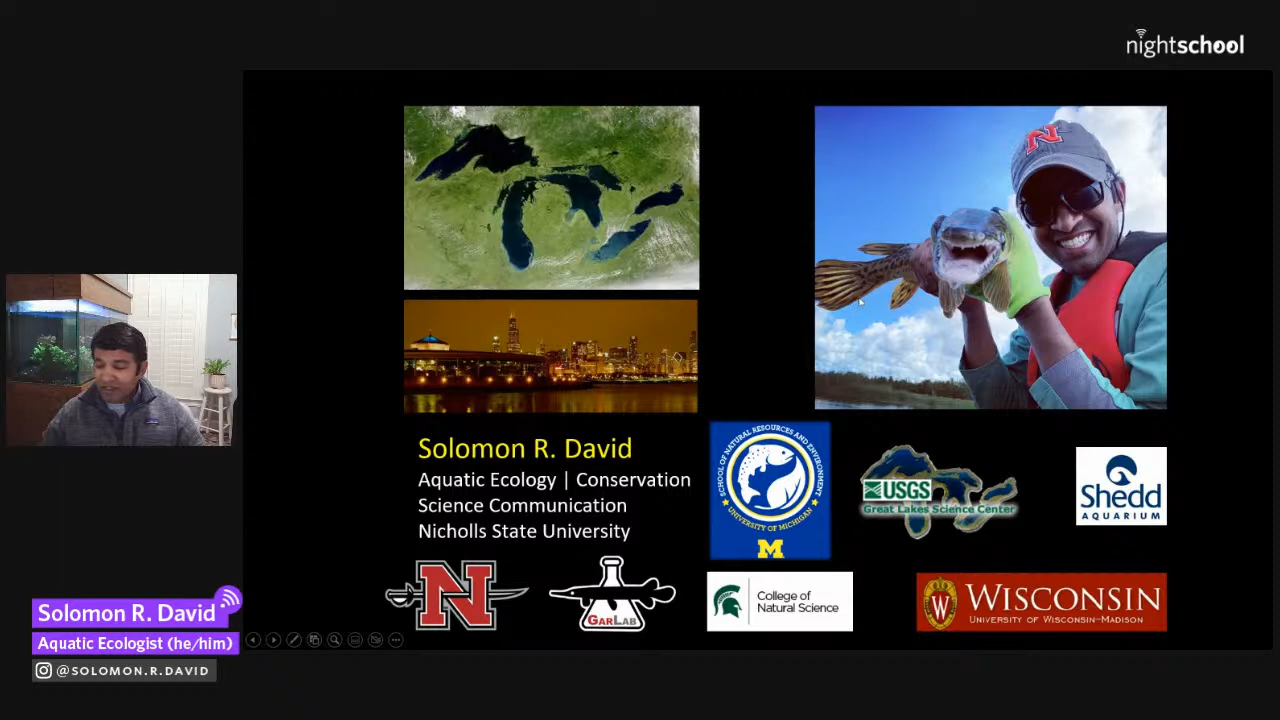 nightschool
N
Solomon R. David
Aquatic Ecology | Conservation
Science Communication
Nicholls State University
SCHOOL OF NATURAL RESOURCES AND ENVIRONMENT
UNIVERSITY OF MICHIGAN
M
USGS
Great Lakes Science Center
Shedd
AQUARIUM
N
GARLAB
College of
Natural Science
W
WISCONSIN
UNIVERSITY OF WISCONSIN–MADISON
Solomon R. David
Aquatic Ecologist (he/him)
@SOLOMON.R.DAVID